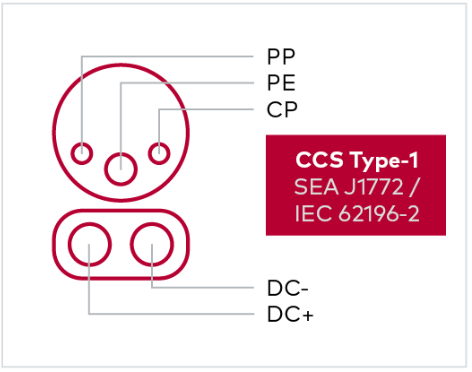 PP
PE
CP
CCS Type-1
SEA J1772 /
IEC 62196-2
DC-
DC+